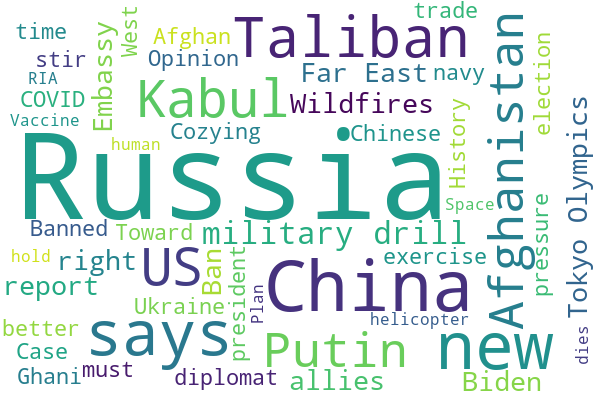 trade
time
West
Afghan
Taliban
stir
Opinion
Embassy
Far East
navy
RIA
COVID
Kabul
Wildfires
Afghanistan
election
Vaccine
Cozying
Chinese
History
Tokyo Olympics
human
Russia
Space
Banned
Toward
military drill
hold
right
US
Ban
exercise
pressure
report
president
China
Plan
Ukraine
helicopter
better
says
Putin
new
dies
Case
Ghani
must
diplomat
allies
Biden